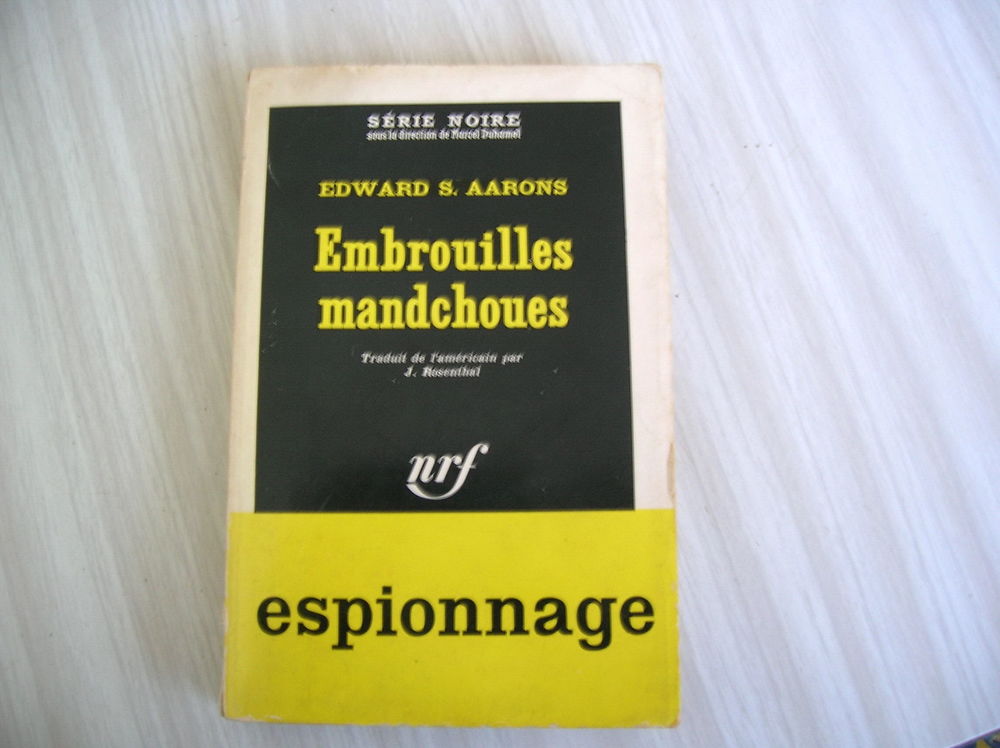 SÉRIE NOIRE
sous la direction de Marcel Duhamel
EDWARD S. AARONS
Embrouilles
mandchoues
Traduit de l'américain par
J. Rosenthal
nrf
espionnage